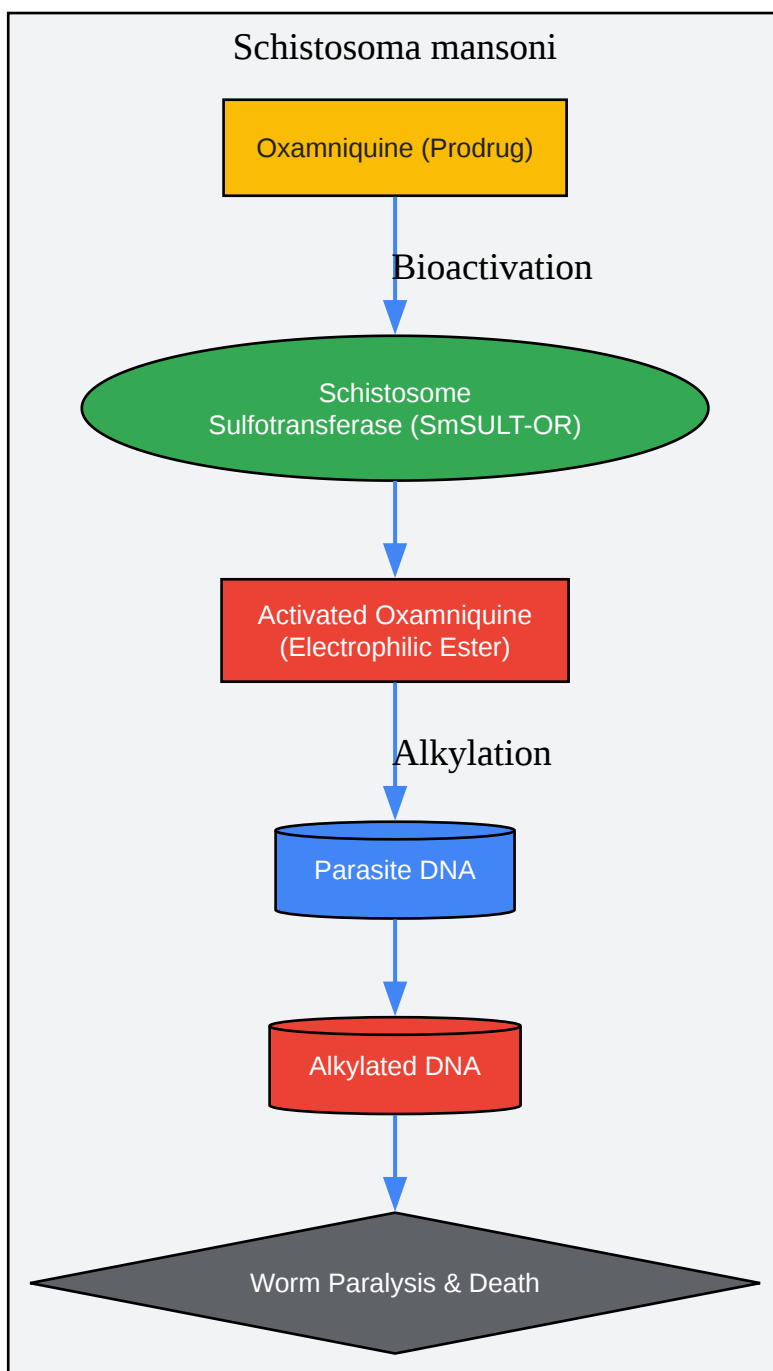 Schistosoma mansoni
Oxamniquine (Prodrug)
Bioactivation
Schistosome
Sulfotransferase (SmSULT-OR)
Activated Oxamniquine
(Electrophilic Ester)
Alkylation
Parasite DNA
Alkylated DNA
Worm Paralysis & Death